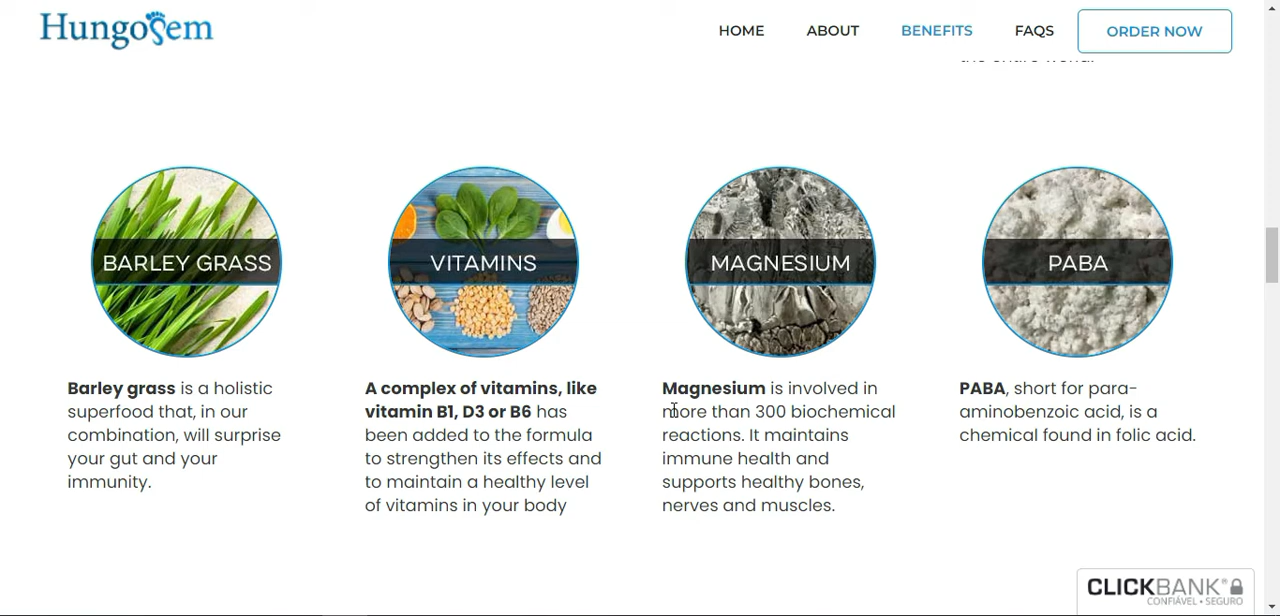 HungoSem
HOME
ABOUT
BENEFITS
FAQS
ORDER NOW
BARLEY GRASS
VITAMINS
MAGNESIUM
PABA
Barley grass is a holistic
superfood that, in our
combination, will surprise
your gut and your
immunity.
A complex of vitamins, like
vitamin B1, D3 or B6 has
been added to the formula
to strengthen its effects and
to maintain a healthy level
of vitamins in your body
Magnesium is involved in
more than 300 biochemical
reactions. It maintains
immune health and
supports healthy bones,
nerves and muscles.
PABA, short for para-
aminobenzoic acid, is a
chemical found in folic acid.
CLICKBANK®
CONFIÁVEL • SEGURO